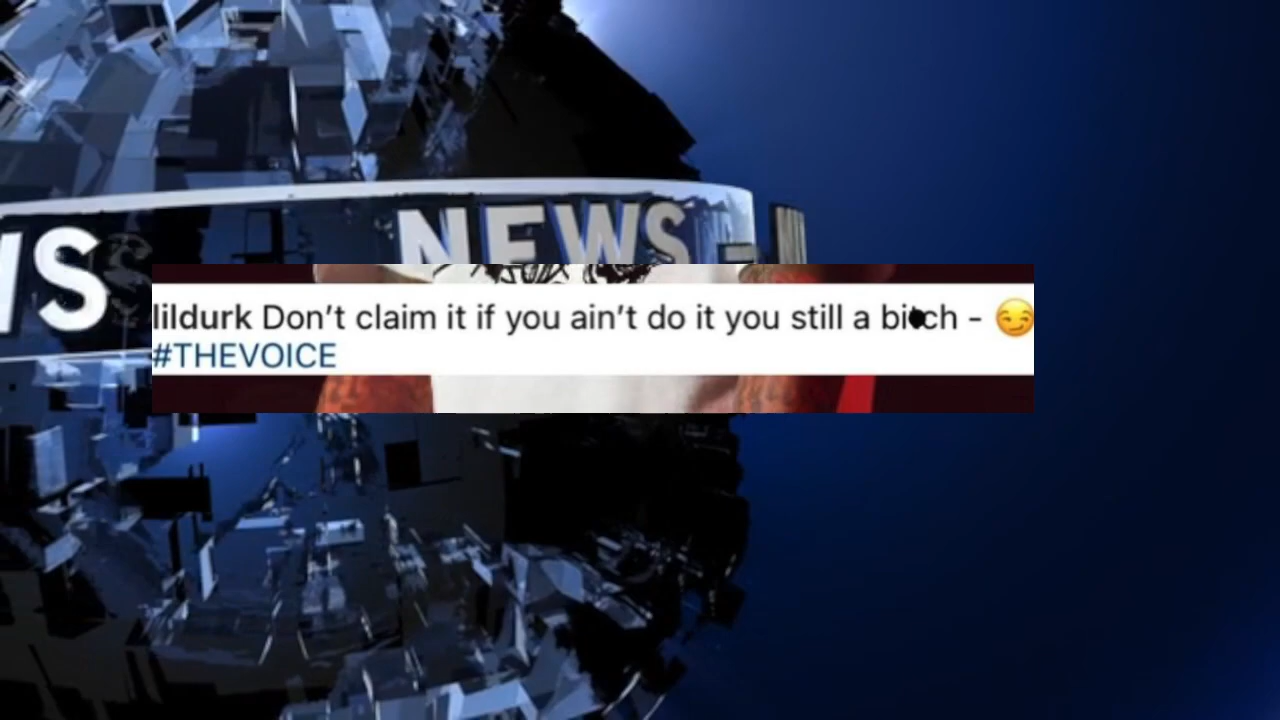 NEWS -
S
lildurk Don’t claim it if you ain’t do it you still a bitch - 😏
#THEVOICE